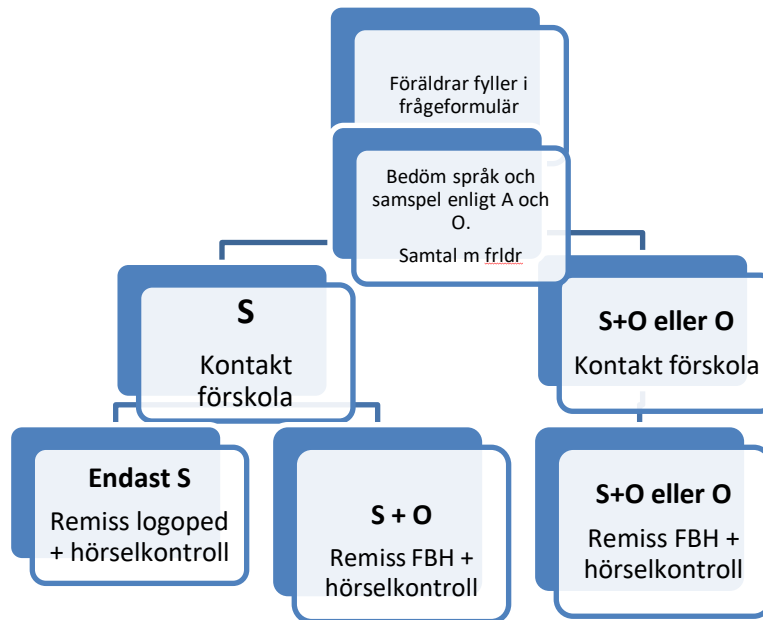 Föräldrar fyller i
frågeformulär
Bedöm språk och
samspel enligt A och
O.
Samtal m frldr
S
Kontakt
förskola
S+O eller O
Kontakt förskola
Endast S
Remiss logoped
+ hörselkontroll
S + O
Remiss FBH +
hörselkontroll
S+O eller O
Remiss FBH +
hörselkontroll